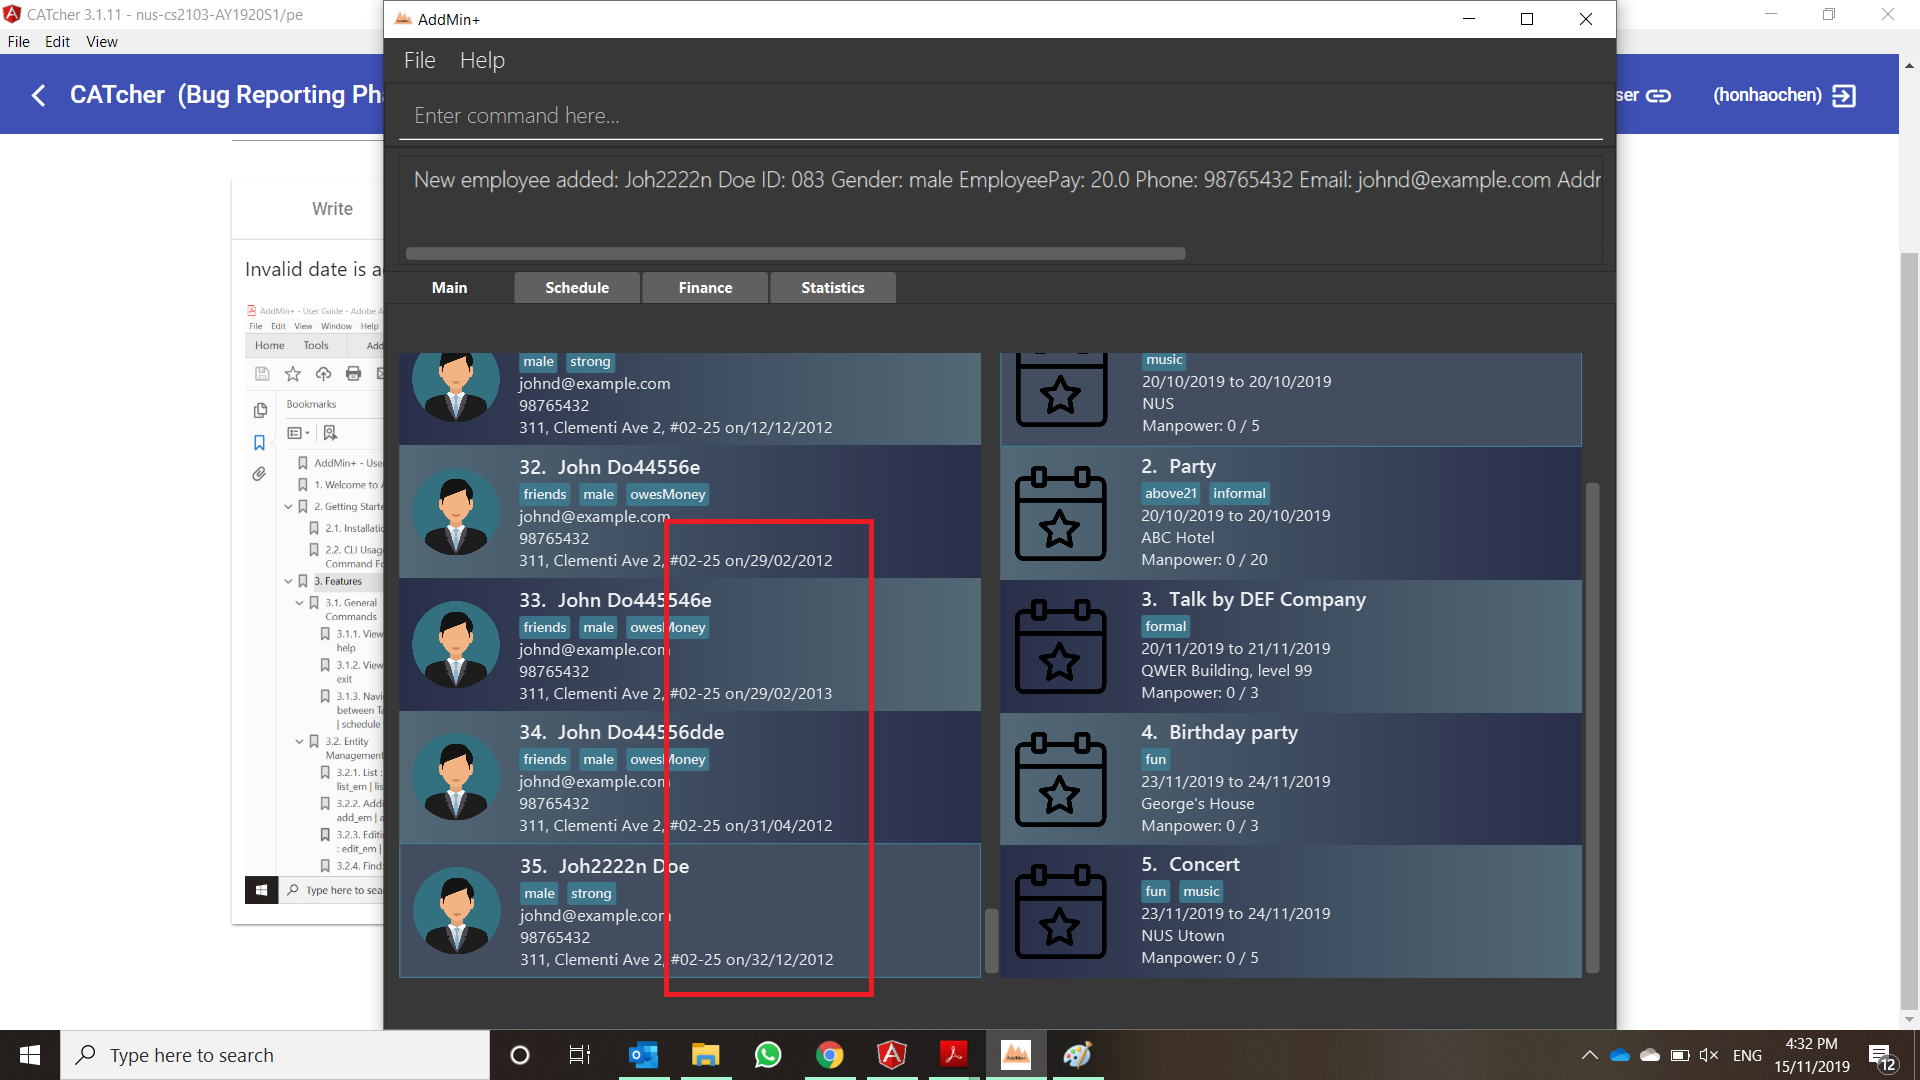 CATcher 3.1.11 - nus-cs2103-AY1920S1/pe
File Edit View
CATcher (Bug Reporting Pha
ser
(honhaochen)
Write
Invalid date is a
AddMin+ - User Guide - Adobe A
File Edit View Window Help
Home Tools Add
Bookmarks
AddMin+ - Use
1. Welcome to A
2. Getting Starte
2.1. Installatic
2.2. CLI Usag
Command Fo
3. Features
3.1. General
Commands
3.1.1. View
help
3.1.2. View
exit
3.1.3. Navi
between Ta
| schedule
3.2. Entity
Management
3.2.1. List :
list_em | lis
3.2.2. Addi
add_em | a
3.2.3. Editi
: edit_em |
3.2.4. Find:
Type here to sea
AddMin+
File Help
Enter command here...
New employee added: Joh2222n Doe ID: 083 Gender: male EmployeePay: 20.0 Phone: 98765432 Email: johnd@example.com Addr
Main Schedule Finance Statistics
male strong
johnd@example.com
98765432
311, Clementi Ave 2, #02-25 on/12/12/2012
32. John Do44556e
friends male owesMoney
johnd@example.com
98765432
311, Clementi Ave 2, #02-25 on/29/02/2012
33. John Do445546e
friends male owesMoney
johnd@example.com
98765432
311, Clementi Ave 2, #02-25 on/29/02/2013
34. John Do44556dde
friends male owesMoney
johnd@example.com
98765432
311, Clementi Ave 2, #02-25 on/31/04/2012
35. Joh2222n Doe
male strong
johnd@example.com
98765432
311, Clementi Ave 2, #02-25 on/32/12/2012
music
20/10/2019 to 20/10/2019
NUS
Manpower: 0 / 5
2. Party
above21 informal
20/10/2019 to 20/10/2019
ABC Hotel
Manpower: 0 / 20
3. Talk by DEF Company
formal
20/11/2019 to 21/11/2019
QWER Building, level 99
Manpower: 0 / 3
4. Birthday party
fun
23/11/2019 to 24/11/2019
George's House
Manpower: 0 / 3
5. Concert
fun music
23/11/2019 to 24/11/2019
NUS Utown
Manpower: 0 / 5
Type here to search
AddMin+
ENG
4:32 PM
15/11/2019
12